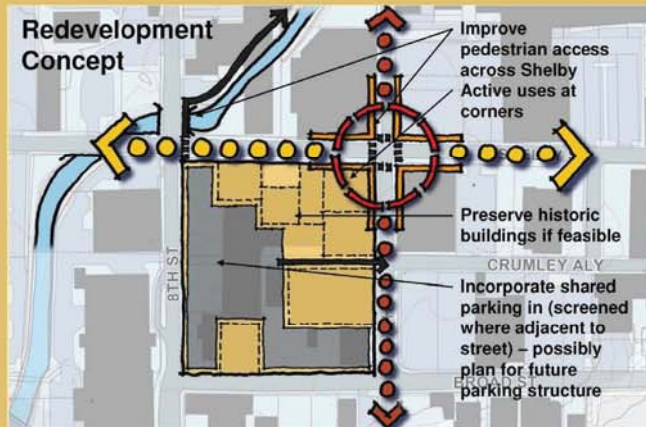 Redevelopment
Concept
Improve
pedestrian access
across Shelby
Active uses at
corners
Preserve historic
buildings if feasible
8TH ST
CRUMLEY ALY
Incorporate shared
parking in (screened
where adjacent to
street) – possibly
plan for future
parking structure
BROAD ST